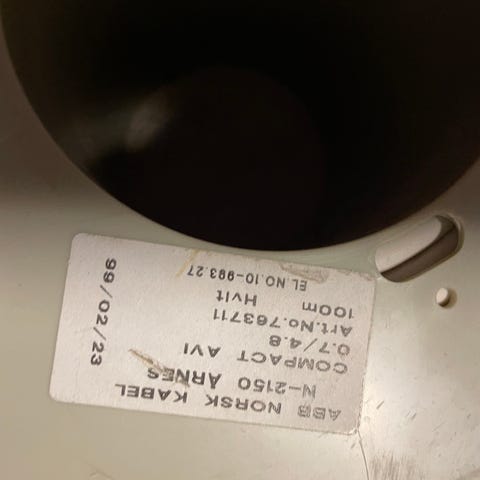 ABB NORSK KABEL
N-2150 ÅRNES
COMPACT AVI
0.7/4.8
Art.No.763711
100m Hvit
EL.NO.10-993.27
99/02/23